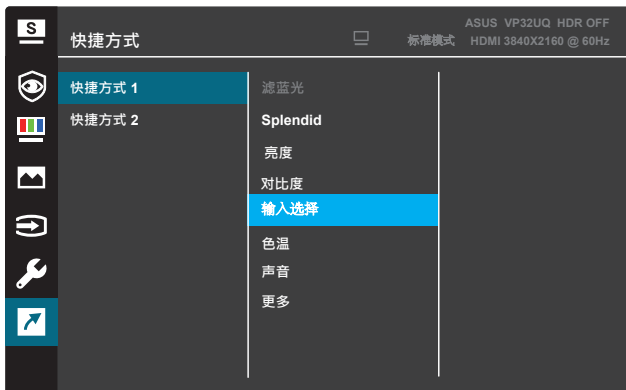 S
ASUS VP32UQ HDR OFF
快捷方式
标准模式 HDMI 3840X2160 @ 60Hz
快捷方式 1
滤蓝光
快捷方式 2
Splendid
亮度
对比度
输入选择
色温
声音
更多